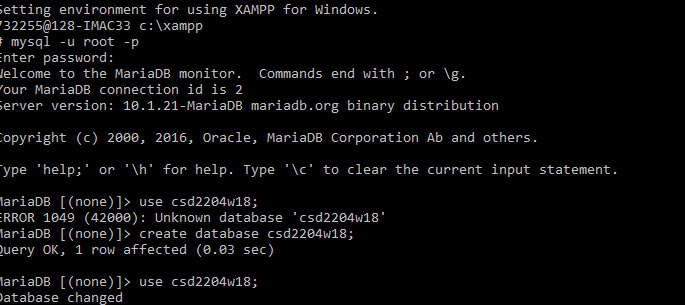 Setting environment for using XAMPP for Windows.
732255@128-IMAC33 c:\xampp
# mysql -u root -p
Enter password:
Welcome to the MariaDB monitor.  Commands end with ; or \g.
Your MariaDB connection id is 2
Server version: 10.1.21-MariaDB mariadb.org binary distribution
Copyright (c) 2000, 2016, Oracle, MariaDB Corporation Ab and others.
Type 'help;' or '\h' for help. Type '\c' to clear the current input statement.
MariaDB [(none)]> use csd2204w18;
ERROR 1049 (42000): Unknown database 'csd2204w18'
MariaDB [(none)]> create database csd2204w18;
Query OK, 1 row affected (0.03 sec)
MariaDB [(none)]> use csd2204w18;
Database changed